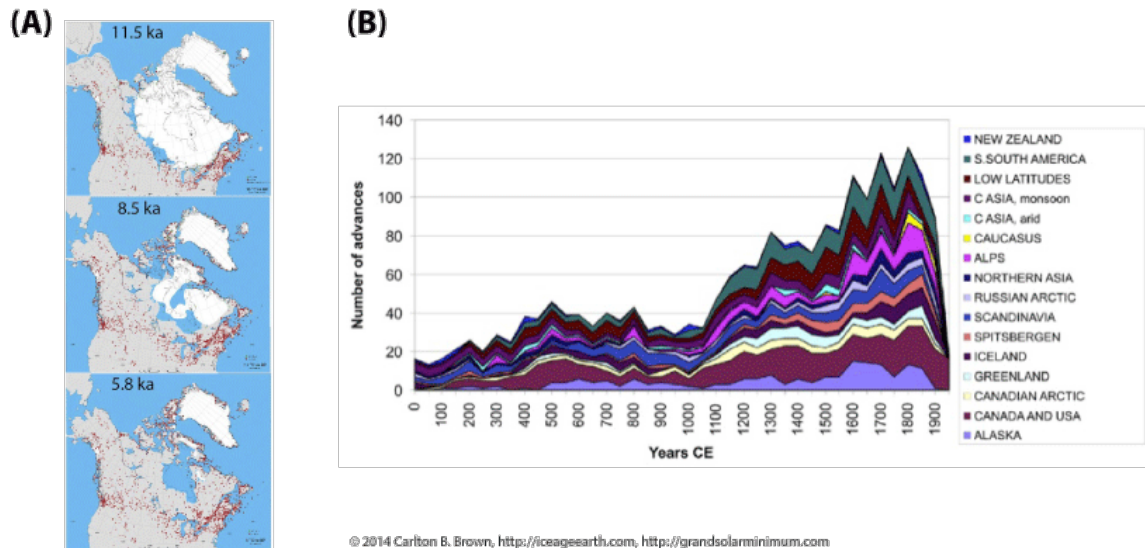 (A)
11.5 ka
8.5 ka
5.8 ka
(B)
Number of advances
140
120
100
80
60
40
20
0
0
100
200
300
400
500
600
700
800
900
1000
1100
1200
1300
1400
1500
1600
1700
1800
1900
Years CE
NEW ZEALAND
S.SOUTH AMERICA
LOW LATITUDES
C ASIA, monsoon
C ASIA, arid
CAUCASUS
ALPS
NORTHERN ASIA
RUSSIAN ARCTIC
SCANDINAVIA
SPITSBERGEN
ICELAND
GREENLAND
CANADIAN ARCTIC
CANADA AND USA
ALASKA
© 2014 Carlton B. Brown, http://iceageearth.com, http://grandsolarminimum.com